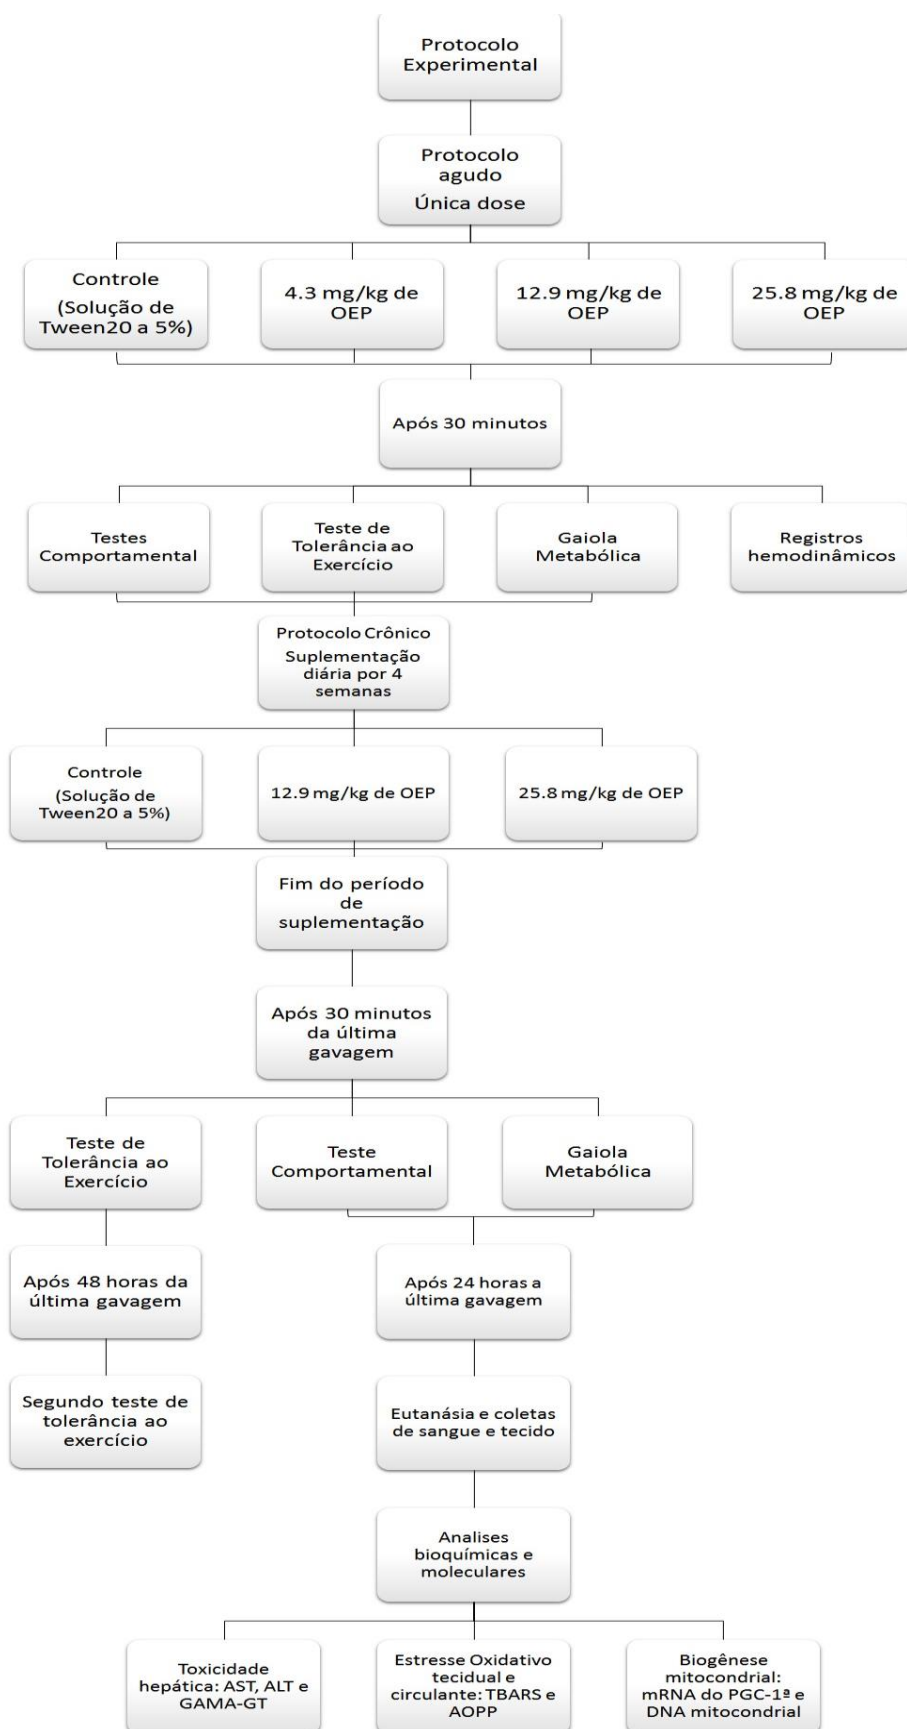 Protocolo
Experimental
Protocolo
agudo
Única dose
Controle
(Solução de
Tween20 a 5%)
4.3 mg/kg de
OEP
12.9 mg/kg de
OEP
25.8 mg/kg de
OEP
Após 30 minutos
Testes
Comportamental
Teste de
Tolerância ao
Exercício
Gaiola
Metabólica
Registros
hemodinâmicos
Protocolo Crônico
Suplementação
diária por 4
semanas
Controle
(Solução de
Tween20 a 5%)
12.9 mg/kg de OEP
25.8 mg/kg de OEP
Fim do período
de
suplementação
Após 30 minutos
da última
gavagem
Teste de
Tolerância ao
Exercício
Teste
Comportamental
Gaiola
Metabólica
Após 48 horas da
última gavagem
Após 24 horas a
última gavagem
Segundo teste de
tolerância ao
exercício
Eutanásia e coletas
de sangue e tecido
Analises
bioquímicas e
moleculares
Toxicidade
hepática: AST, ALT e
GAMA-GT
Estresse Oxidativo
tecidual e
circulante: TBARS e
AOPP
Biogênese
mitocondrial:
mRNA do PGC-1ª e
DNA mitocondrial